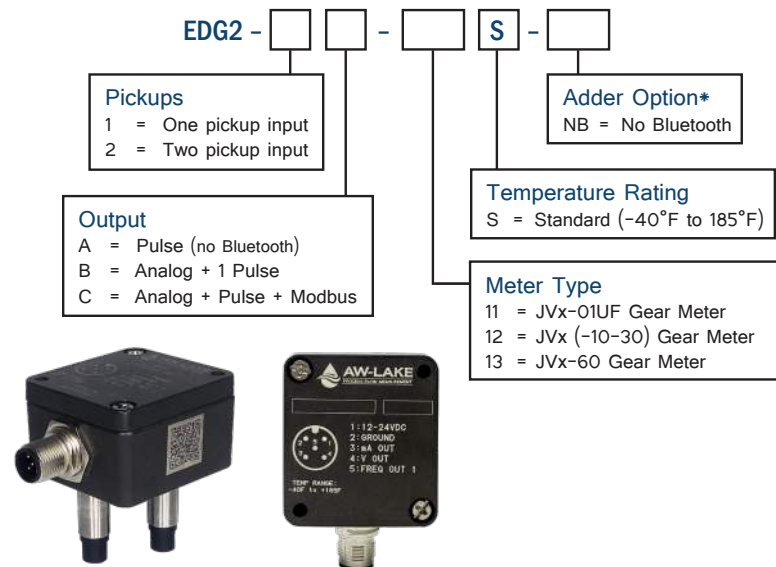 EDG2 - - S -
Pickups
1 = One pickup input
2 = Two pickup input
Adder Option*
NB = No Bluetooth
Output
A = Pulse (no Bluetooth)
B = Analog + 1 Pulse
C = Analog + Pulse + Modbus
Temperature Rating
S = Standard (-40°F to 185°F)
Meter Type
11 = JVx-01UF Gear Meter
12 = JVx (-10-30) Gear Meter
13 = JVx-60 Gear Meter
AW-LAKE
1:12-24VDC
2:GROUND
3:mA OUT
4:V OUT
5:FREQ OUT 1
TEMP RANGE:
-40F to +185F